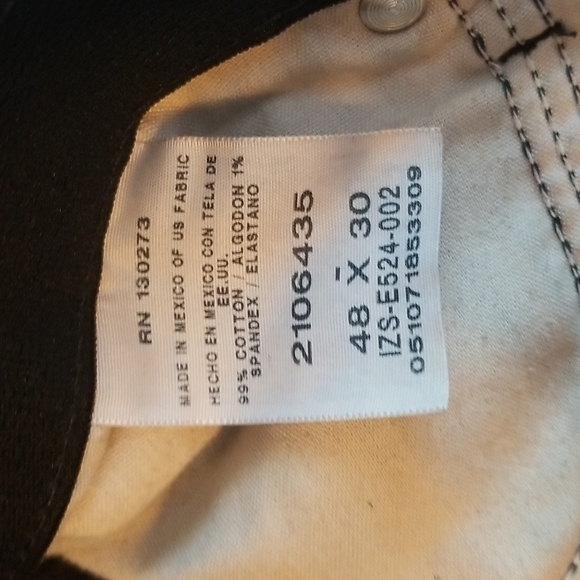 RN 130273
MADE IN MEXICO OF US FABRIC
HECHO EN MEXICO CON TELA DE
EE.UU.
99% COTTON / ALGODON 1%
SPANDEX / ELASTANO
2106435
48 X 30
IZS-E524-002
051071853309